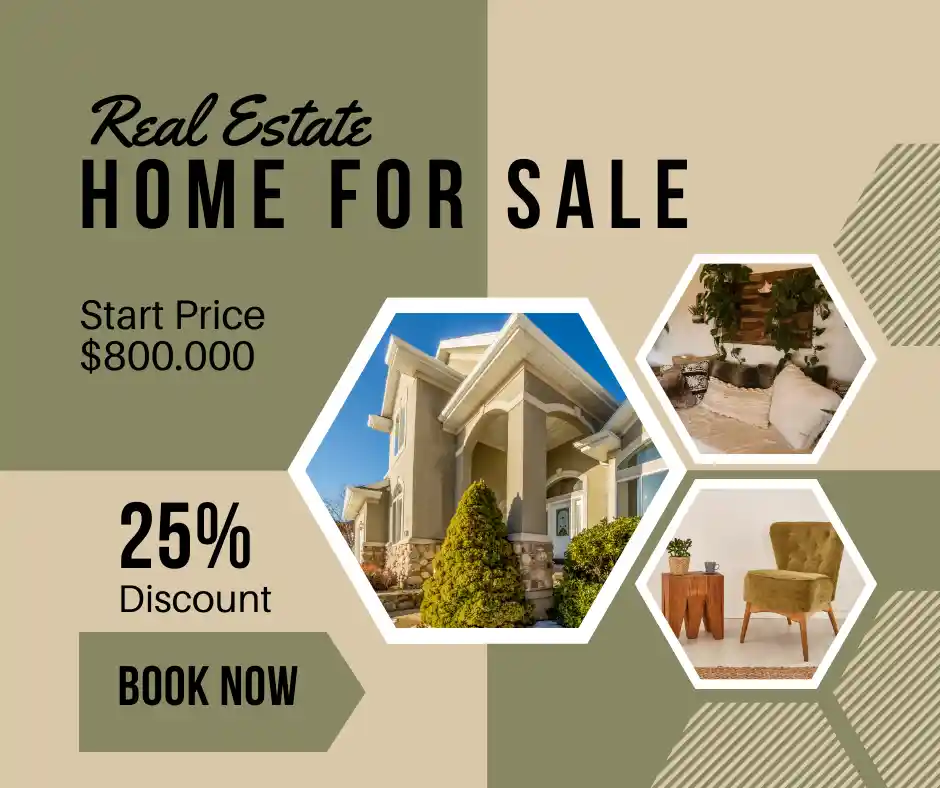 Real Estate
HOME FOR SALE
Start Price
$800.000
25%
Discount
BOOK NOW